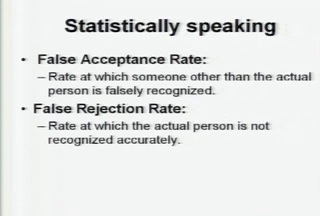 Statistically speaking
• False Acceptance Rate:
– Rate at which someone other than the actual
person is falsely recognized.
• False Rejection Rate:
– Rate at which the actual person is not
recognized accurately.